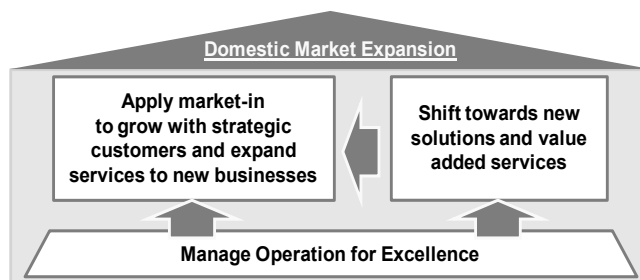 Domestic Market Expansion
Apply market-in
to grow with strategic
customers and expand
services to new businesses
Shift towards new
solutions and value
added services
Manage Operation for Excellence